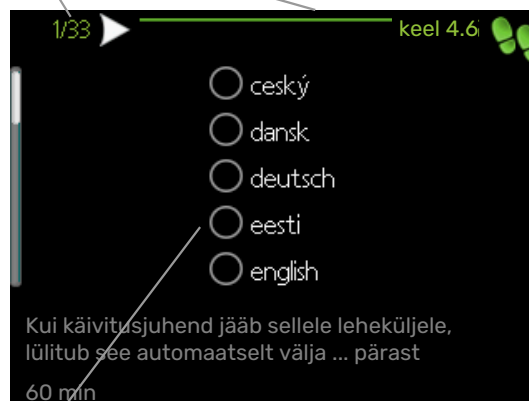 1/33
keel 4.6
ceský
dansk
deutsch
eesti
english
Kui käivitusjuhend jääb sellele leheküljele,
lülitub see automaatselt välja ... pärast
60 min